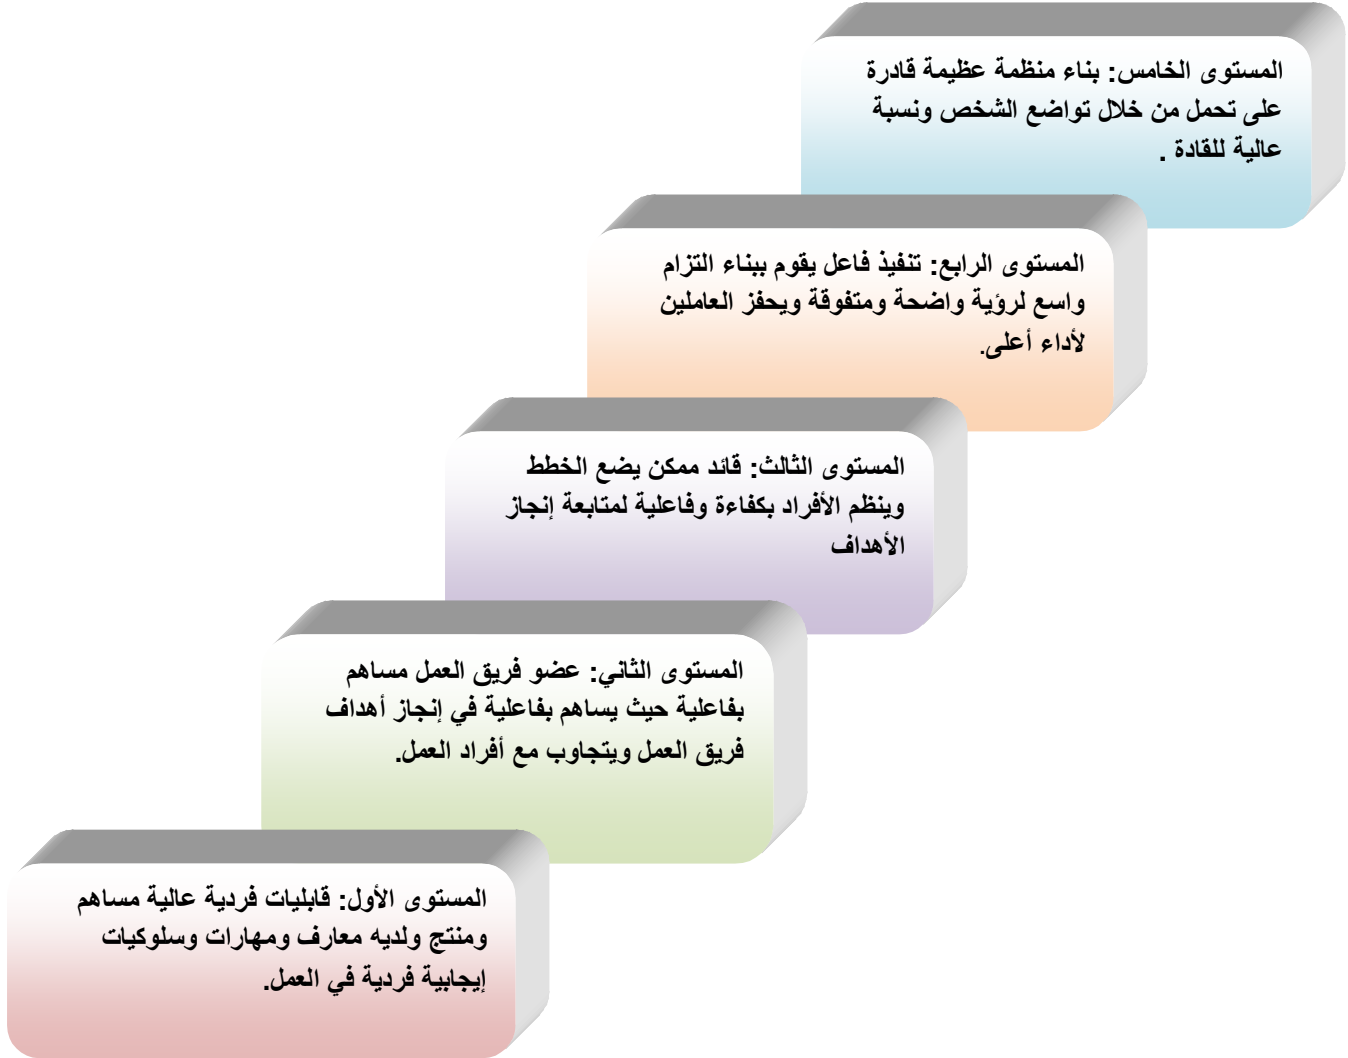 المستوى الخامس: بناء منظمة عظيمة قادرة
على تحمل من خلال تواضع الشخص ونسبة
عالية للقادة .
المستوى الرابع: تنفيذ فاعل يقوم ببناء التزام
واسع لرؤية واضحة ومتفوقة ويحفز العاملين
لأداء أعلى.
المستوى الثالث: قائد ممكن يضع الخطط
وينظم الأفراد بكفاءة وفاعلية لمتابعة إنجاز
الأهداف
المستوى الثاني: عضو فريق العمل مساهم
بفاعلية حيث يساهم بفاعلية في إنجاز أهداف
فريق العمل ويتجاوب مع أفراد العمل.
المستوى الأول: قابليات فردية عالية مساهم
ومنتج ولديه معارف ومهارات وسلوكيات
إيجابية فردية في العمل.